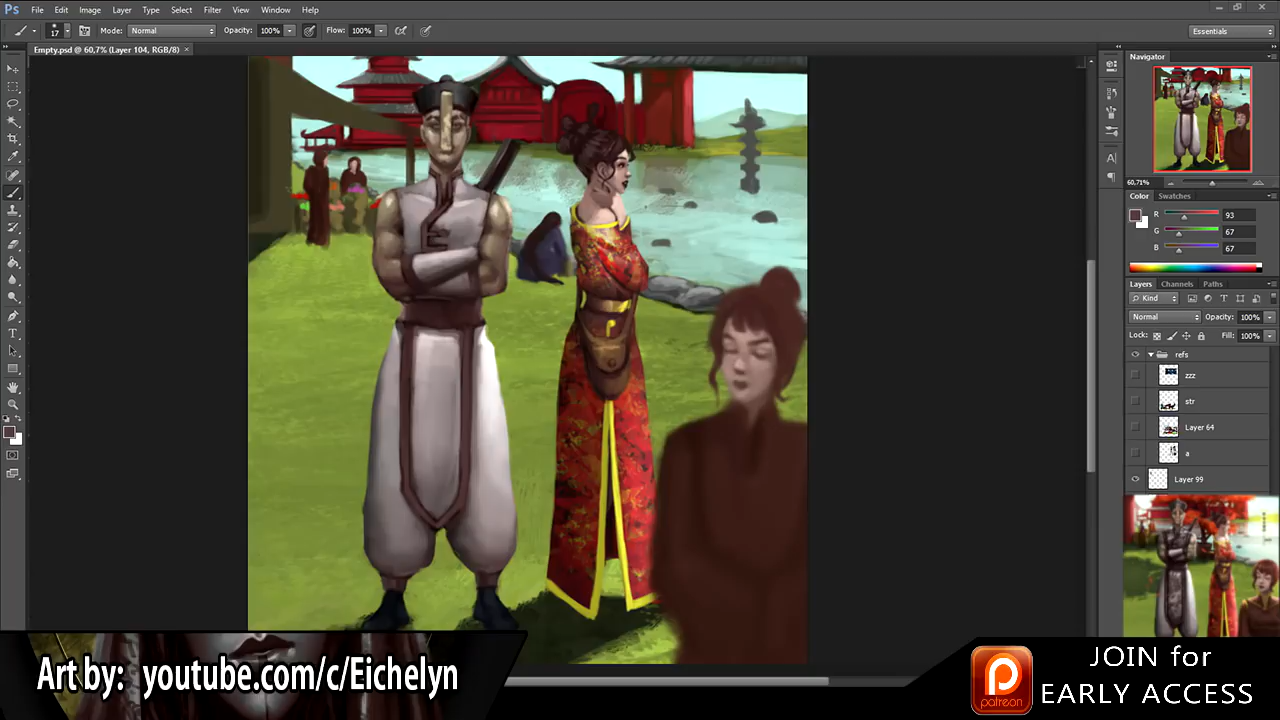 Ps File Edit Image Layer Type Select Filter 3D View Window Help
17 Mode: Normal Opacity: 100% Flow: 100% Essentials
Empty.psd @ 60,7% (Layer 104, RGB/8) ×
Navigator
60,71%
Color Swatches
R 93
G 67
B 67
Layers Channels Paths
Kind
Normal Opacity: 100%
Lock: Fill: 100%
refs
zzz
str
Layer 64
a
Layer 99
Art by: youtube.com/c/Eichelyn
JOIN for
EARLY ACCESS
patreon